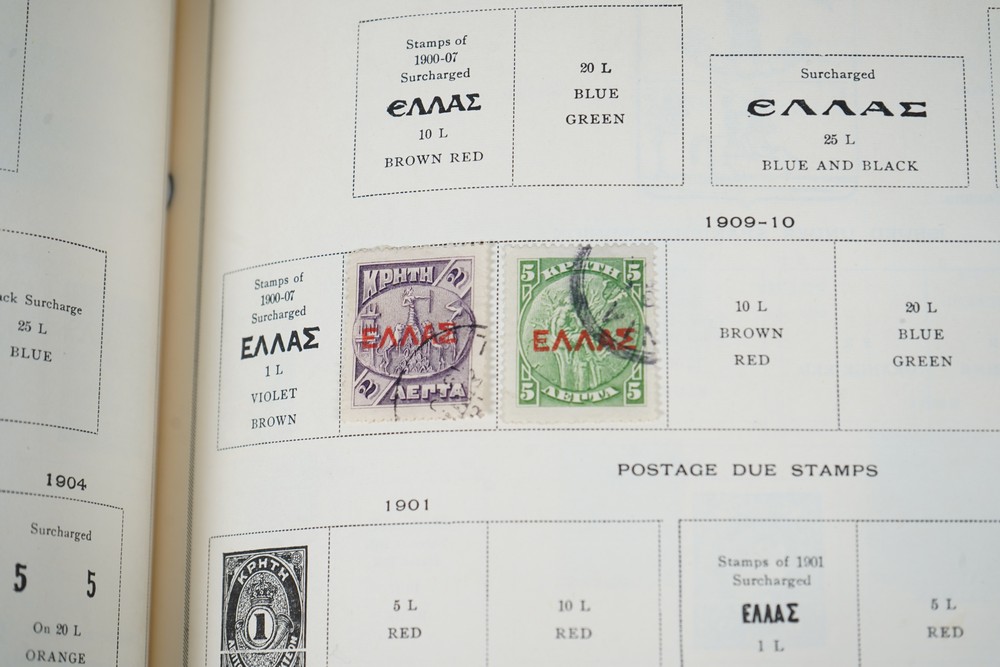 Stamps of
1900-07
Surcharged
ΕΛΛΑΣ
10 L
BROWN RED
20 L
BLUE
GREEN
Surcharged
ΕΛΛΑΣ
25 L
BLUE AND BLACK
1909-10
Stamps of
1900-07
Surcharged
ΕΛΛΑΣ
1 L
VIOLET
BROWN
ΚΡΗΤΗ 2
ΕΛΛΑΣ
2 ΛΕΠΤΑ
5 ΚΡΗΤΗ 5
ΕΛΛΑΣ
5 ΛΕΠΤΑ 5
10 L
BROWN
RED
20 L
BLUE
GREEN
Surcharge
25 L
BLUE
1904
Surcharged
5 5
On 20 L
ORANGE
POSTAGE DUE STAMPS
1901
ΚΡΗΤΗ
1
5 L
RED
10 L
RED
Stamps of 1901
Surcharged
ΕΛΛΑΣ
1 L
5 L
RED